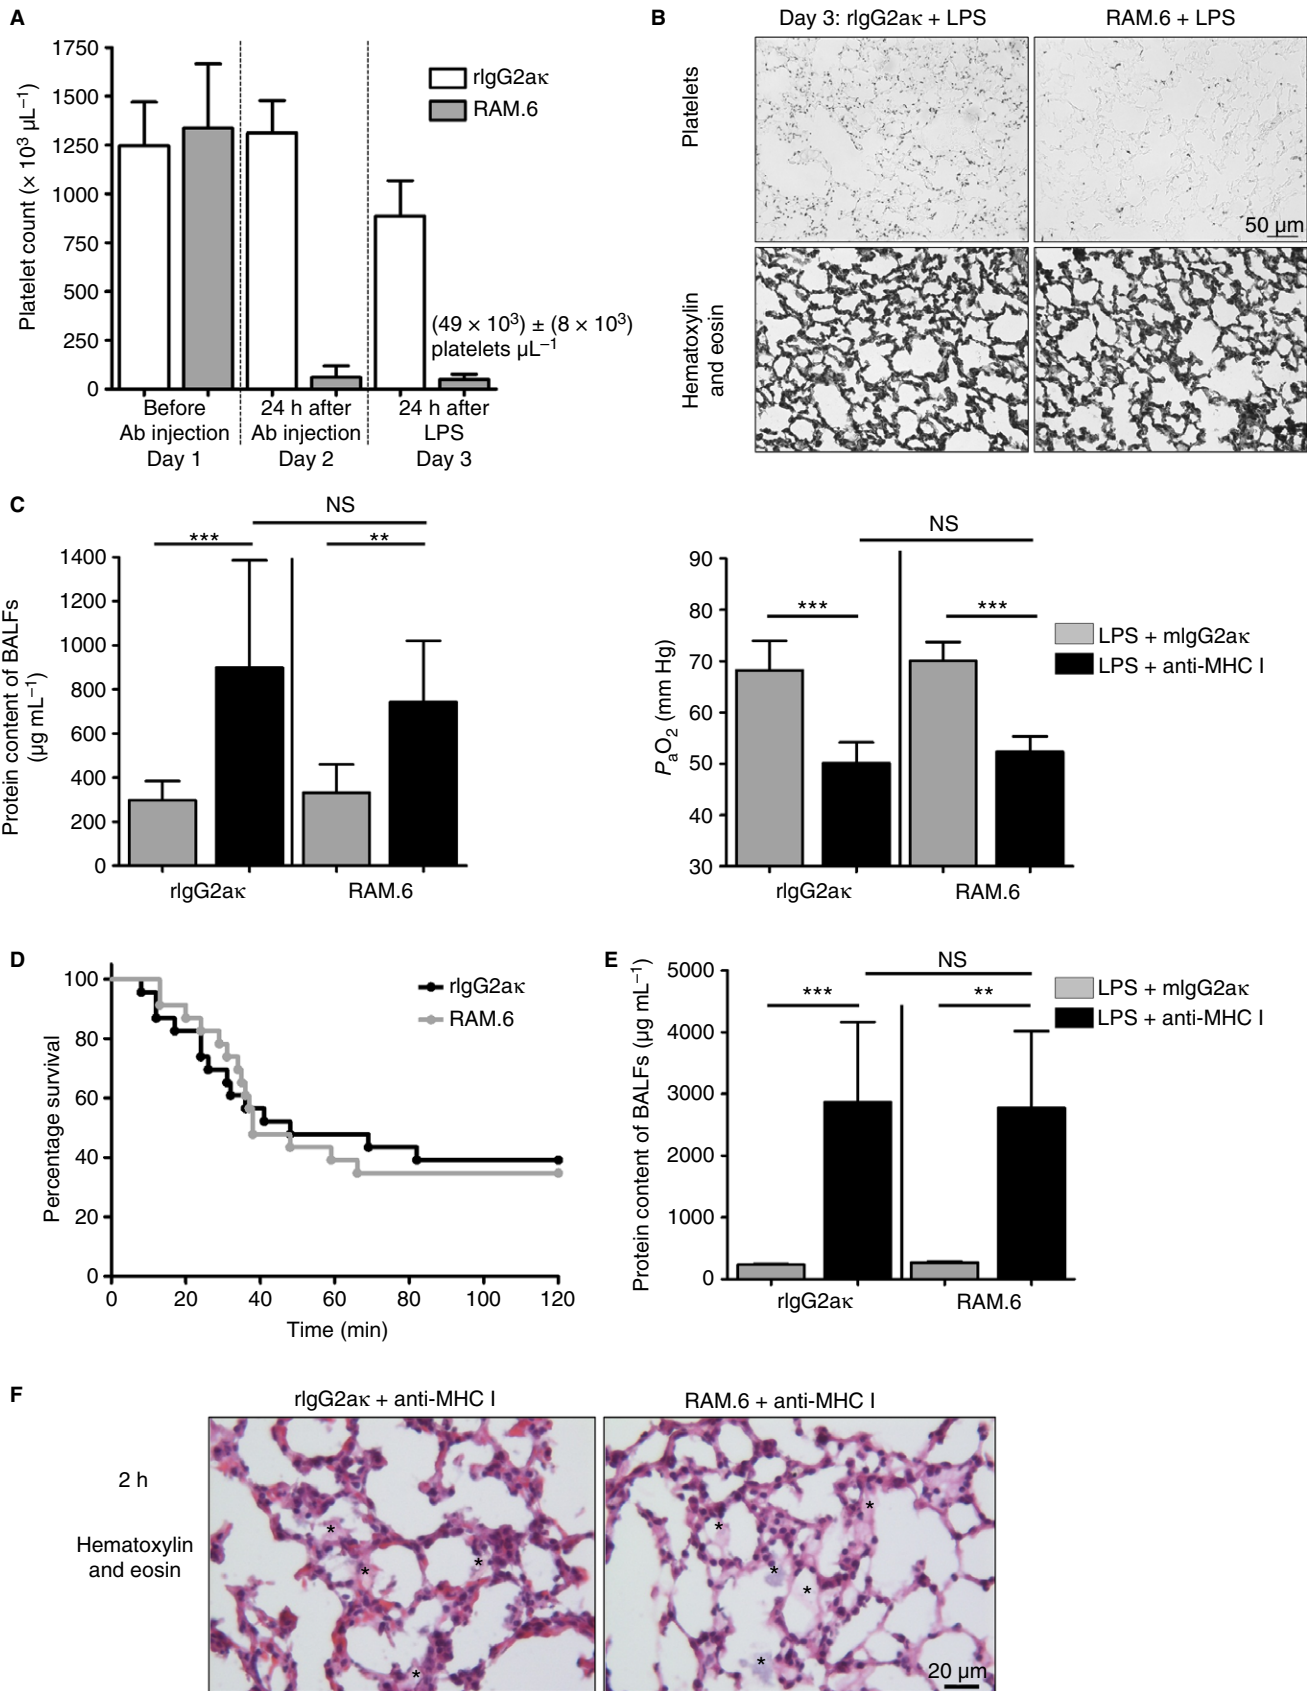 A
1750
1500
1250
1000
750
500
250
0
Platelet count (× 10³ µL⁻¹)
rIgG2aκ
RAM.6
(49 × 10³) ± (8 × 10³)
platelets µL⁻¹
Before
Ab injection
Day 1
24 h after
Ab injection
Day 2
24 h after
LPS
Day 3
B
Day 3: rIgG2aκ + LPS
RAM.6 + LPS
Platelets
50 µm
Hematoxylin
and eosin
C
NS
***
**
1400
1200
1000
800
600
400
200
0
Protein content of BALFs
(µg mL⁻¹)
rIgG2aκ
RAM.6
NS
***
***
90
80
70
60
50
40
30
PaO₂ (mm Hg)
LPS + mIgG2aκ
LPS + anti-MHC I
rIgG2aκ
RAM.6
D
100
80
60
40
20
0
Percentage survival
rIgG2aκ
RAM.6
0 20 40 60 80 100 120
Time (min)
E
NS
***
**
5000
4000
3000
2000
1000
0
Protein content of BALFs (µg mL⁻¹)
LPS + mIgG2aκ
LPS + anti-MHC I
rIgG2aκ
RAM.6
F
rIgG2aκ + anti-MHC I
RAM.6 + anti-MHC I
2 h
Hematoxylin
and eosin
* * * *
* * * * *
20 µm